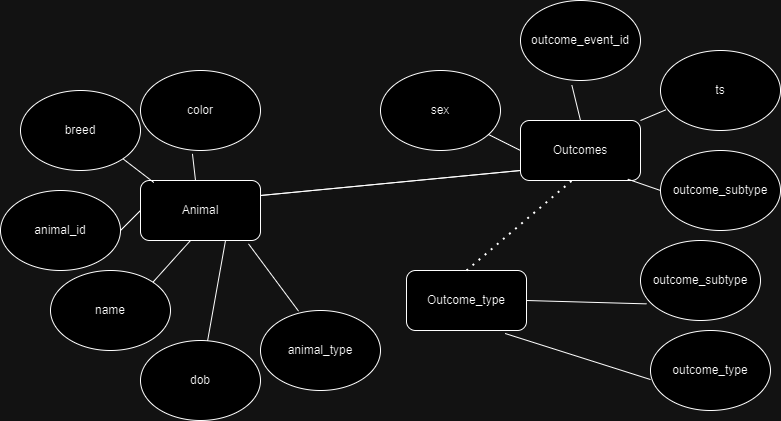 outcome_event_id
ts
color
sex
breed
Outcomes
outcome_subtype
Animal
animal_id
outcome_subtype
Outcome_type
name
animal_type
outcome_type
dob